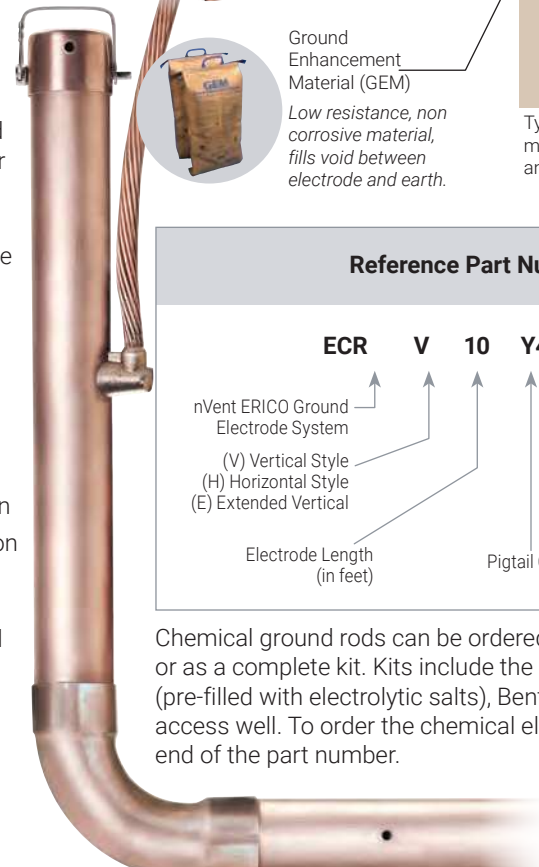 Ground
Enhancement
Material (GEM)
Low resistance, non
corrosive material,
fills void between
electrode and earth.
GEM
Reference Part
ECR V 10
nVent ERICO Ground
Electrode System
(V) Vertical Style
(H) Horizontal Style
(E) Extended Vertical
Electrode Length
(in feet)
Pigtail
Chemical ground rods can be ordered
or as a complete kit. Kits include the
(pre-filled with electrolytic salts),
access well. To order the chemical
end of the part number.